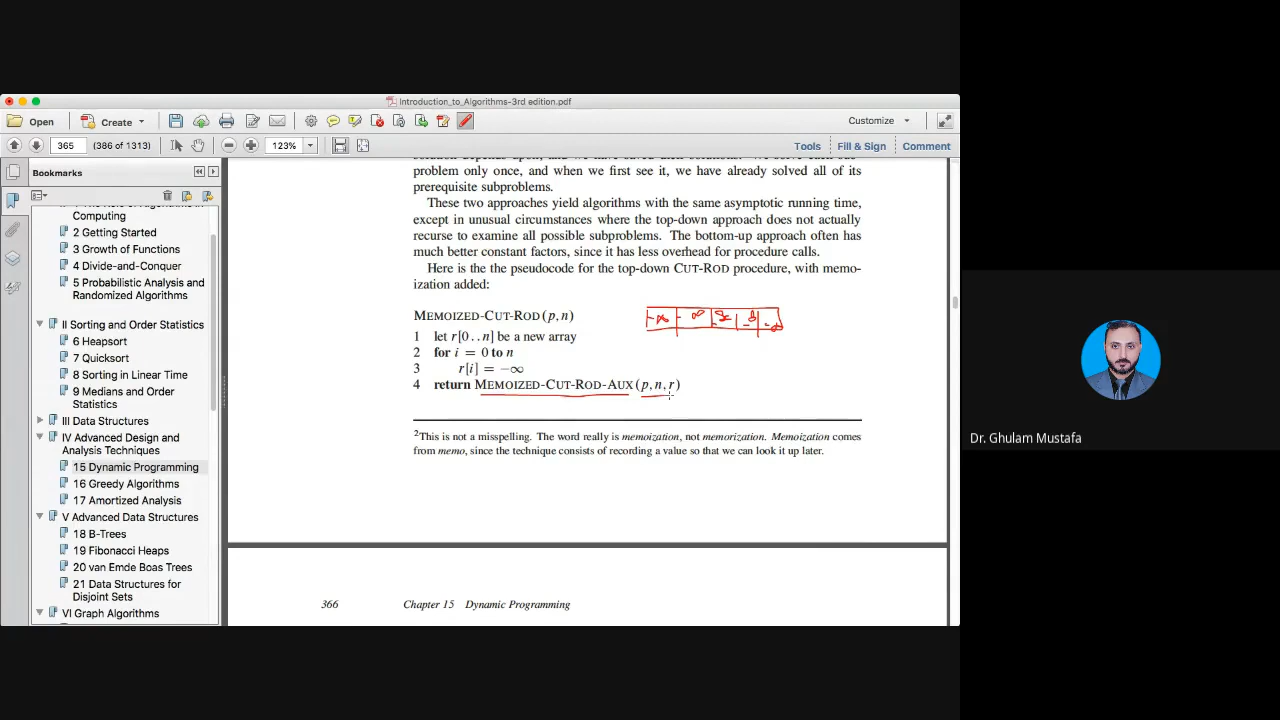 Introduction_to_Algorithms-3rd edition.pdf
Open Create Customize
365 (386 of 1313) 123% Tools Fill & Sign Comment
Bookmarks
Computing
2 Getting Started
3 Growth of Functions
4 Divide-and-Conquer
5 Probabilistic Analysis and
Randomized Algorithms
II Sorting and Order Statistics
6 Heapsort
7 Quicksort
8 Sorting in Linear Time
9 Medians and Order
Statistics
III Data Structures
IV Advanced Design and
Analysis Techniques
15 Dynamic Programming
16 Greedy Algorithms
17 Amortized Analysis
V Advanced Data Structures
18 B-Trees
19 Fibonacci Heaps
20 van Emde Boas Trees
21 Data Structures for
Disjoint Sets
VI Graph Algorithms
problem only once, and when we first see it, we have already solved all of its
prerequisite subproblems.
These two approaches yield algorithms with the same asymptotic running time,
except in unusual circumstances where the top-down approach does not actually
recurse to examine all possible subproblems. The bottom-up approach often has
much better constant factors, since it has less overhead for procedure calls.
Here is the the pseudocode for the top-down CUT-ROD procedure, with memo-
ization added:
MEMOIZED-CUT-ROD(p, n)
1 let r[0..n] be a new array
2 for i = 0 to n
3 r[i] = −∞
4 return MEMOIZED-CUT-ROD-AUX(p, n, r)
-∞ -∞
2This is not a misspelling. The word really is memoization, not memorization. Memoization comes
from memo, since the technique consists of recording a value so that we can look it up later.
366 Chapter 15 Dynamic Programming
Dr. Ghulam Mustafa